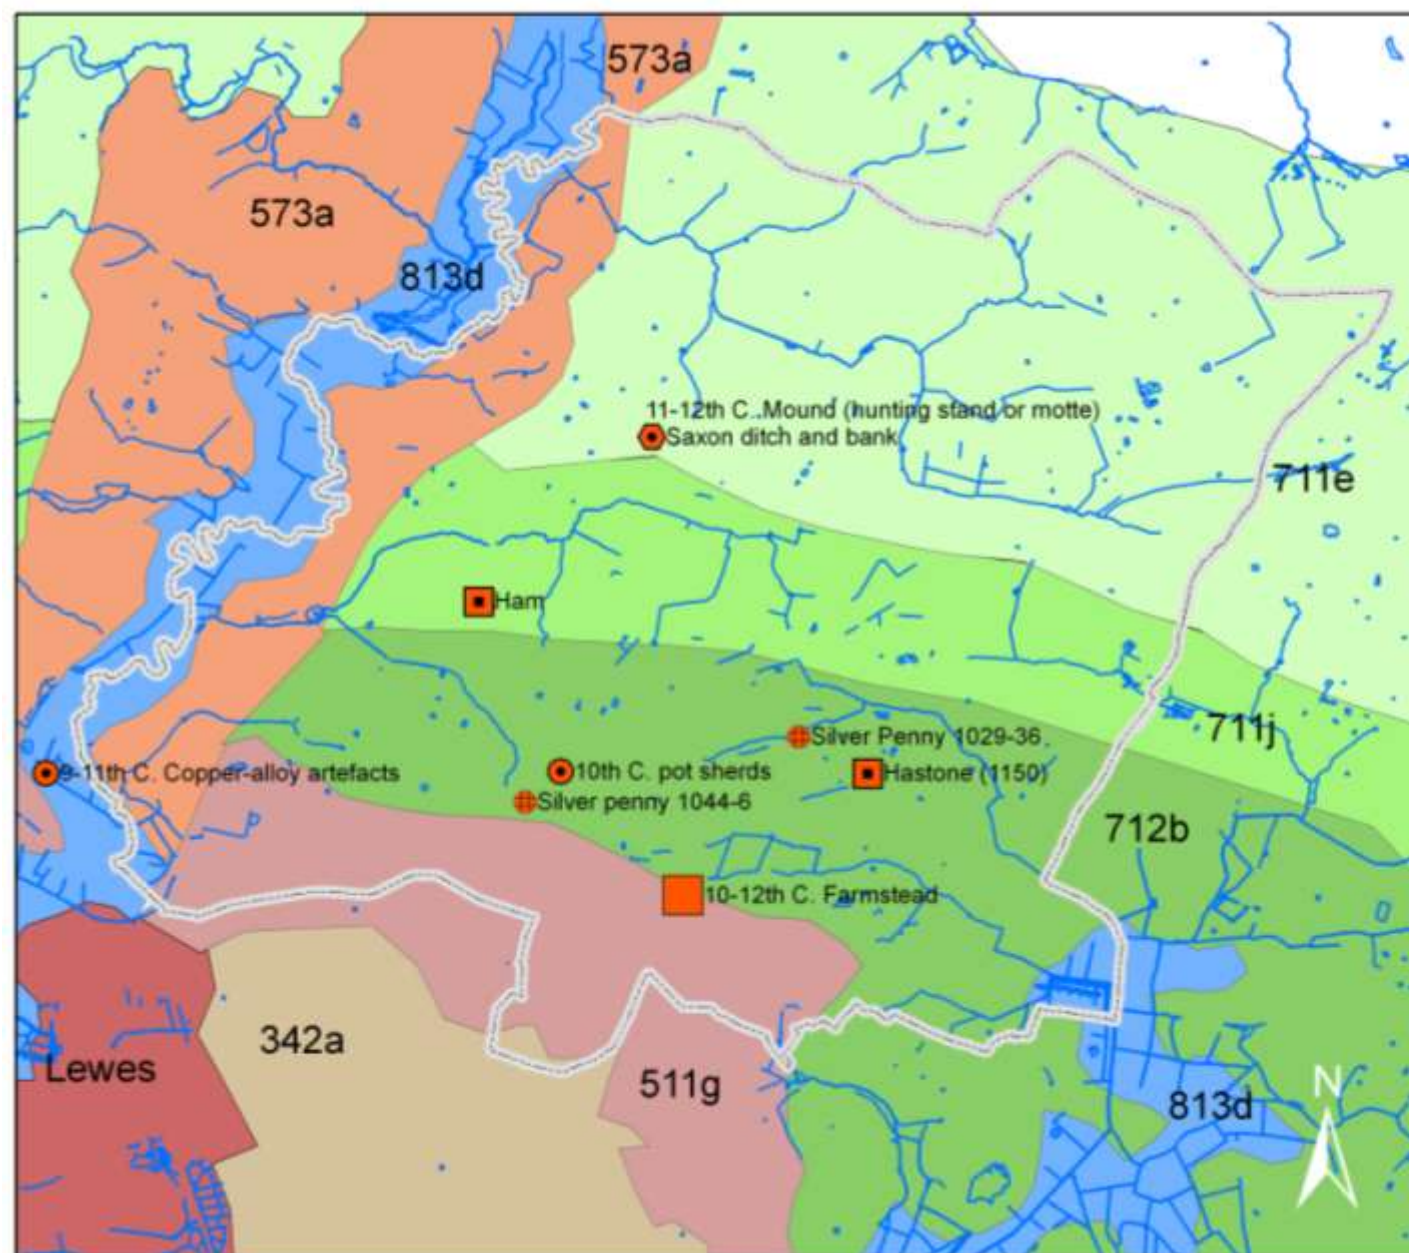 573a
573a
813d
11-12th C. Mound (hunting stand or motte)
Saxon ditch and bank
711e
Ham
711j
Silver Penny 1029-36
9-11th C. Copper-alloy artefacts
10th C. pot sherds
Hastone (1150)
Silver penny 1044-6
712b
10-12th C. Farmstead
342a
Lewes
511g
813d
N